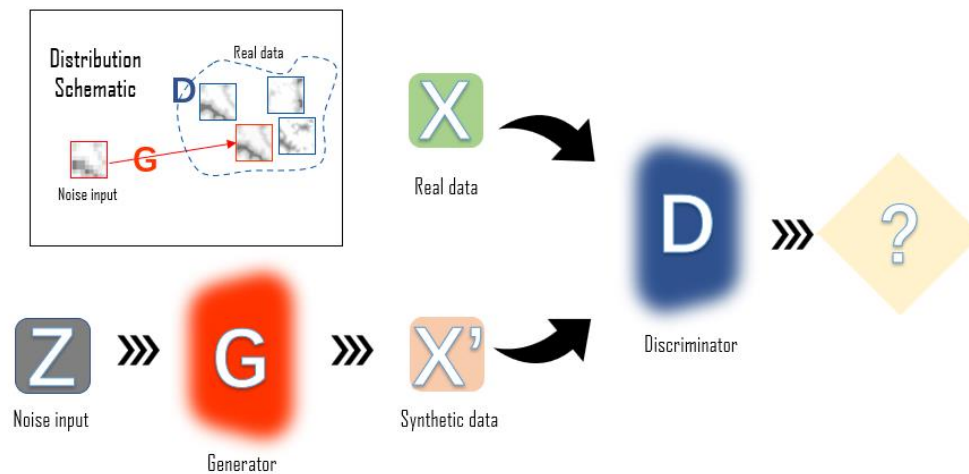 Distribution
Schematic
Real data
D
G
Noise input
X
Real data
D
Discriminator
?
Z
Noise input
G
Generator
X’
Synthetic data